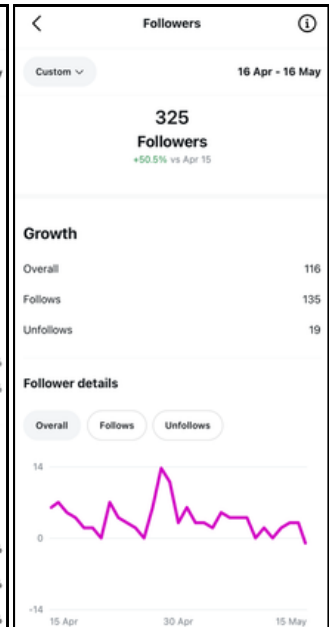 Followers
Custom
16 Apr - 16 May
325
Followers
+50.5% vs Apr 15
Growth
Overall 116
Follows 135
Unfollows 19
Follower details
Overall Follows Unfollows
14
0
-14
15 Apr 30 Apr 15 May